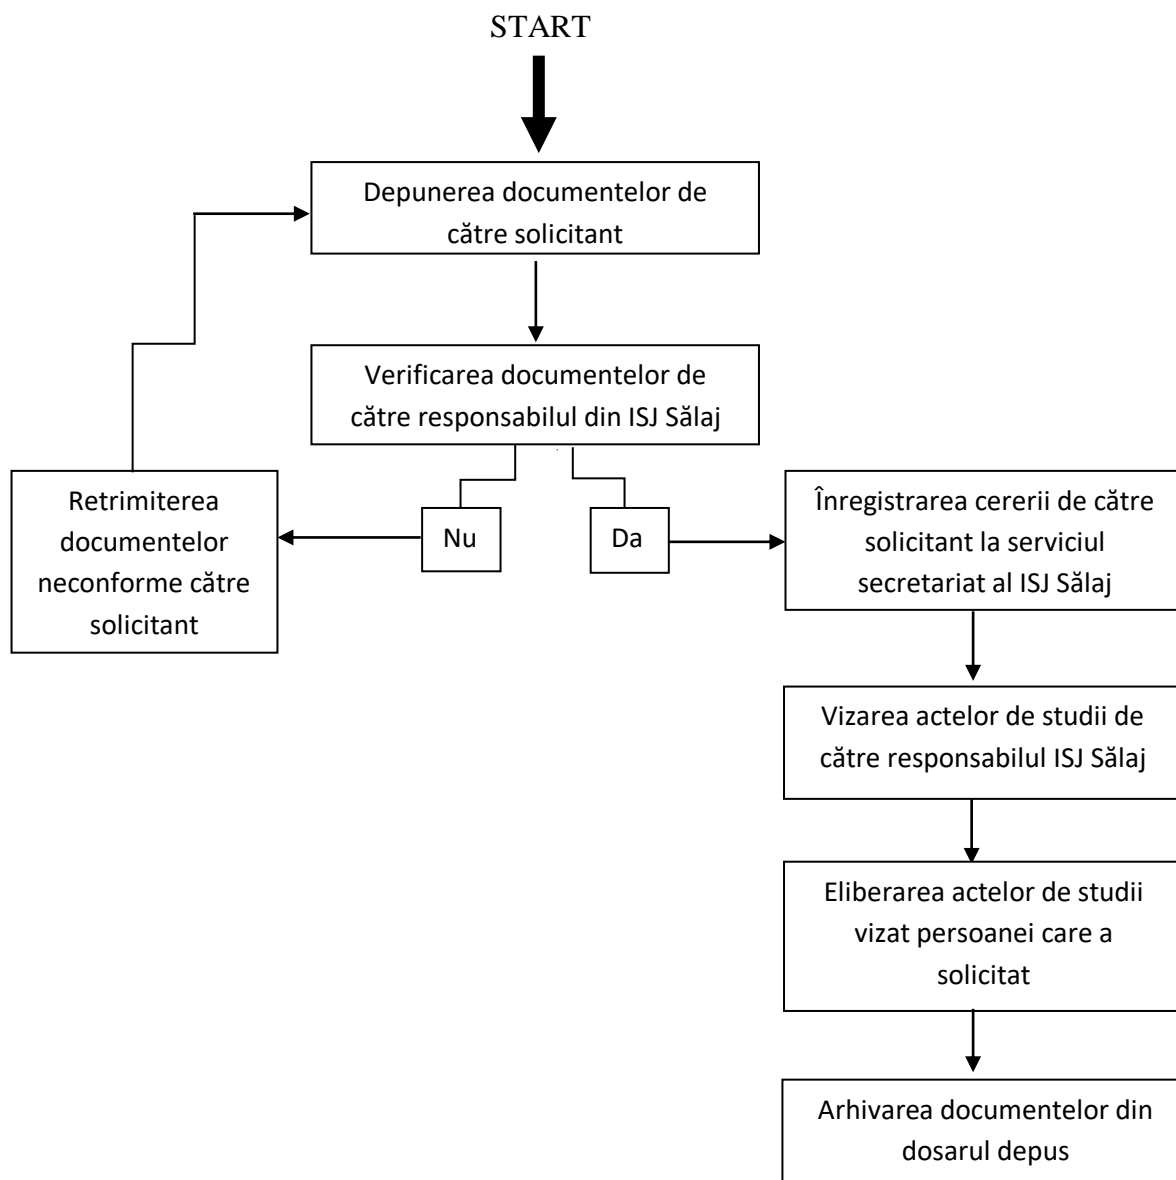 START
Depunerea documentelor de
către solicitant
Verificarea documentelor de
către responsabilul din ISJ Sălaj
Retrimiterea
documentelor
neconforme către
solicitant
Nu
Da
Înregistrarea cererii de către
solicitant la serviciul
secretariat al ISJ Sălaj
Vizarea actelor de studii de
către responsabilul ISJ Sălaj
Eliberarea actelor de studii
vizat persoanei care a
solicitat
Arhivarea documentelor din
dosarul depus